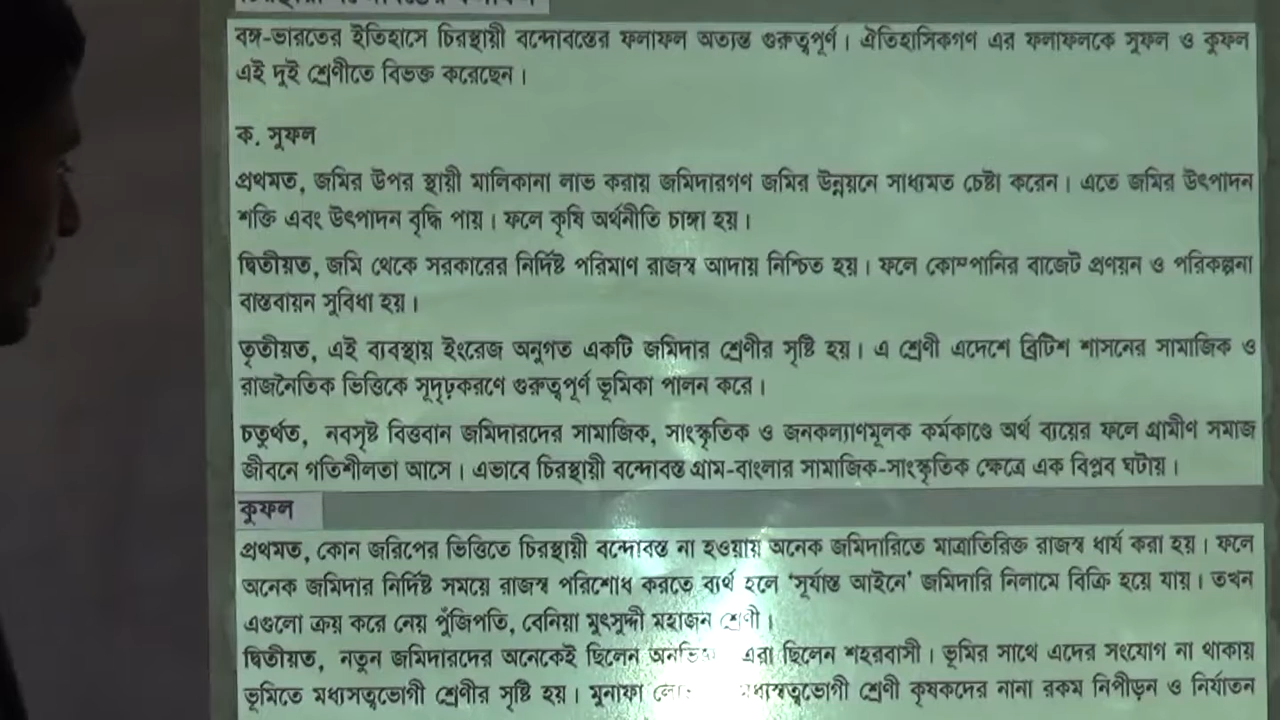 বঙ্গ-ভারতের ইতিহাসে চিরস্থায়ী বন্দোবস্তের ফলাফল অত্যন্ত গুরুত্বপূর্ণ। ঐতিহাসিকগণ এর ফলাফলকে সুফল ও কুফল
এই দুই শ্রেণীতে বিভক্ত করেছেন।
ক. সুফল
প্রথমত, জমির উপর স্থায়ী মালিকানা লাভ করায় জমিদারগণ জমির উন্নয়নে সাধ্যমত চেষ্টা করেন। এতে জমির উৎপাদন
শক্তি এবং উৎপাদন বৃদ্ধি পায়। ফলে কৃষি অর্থনীতি চাঙ্গা হয়।
দ্বিতীয়ত, জমি থেকে সরকারের নির্দিষ্ট পরিমাণ রাজস্ব আদায় নিশ্চিত হয়। ফলে কোম্পানির বাজেট প্রণয়ন ও পরিকল্পনা
বাস্তবায়ন সুবিধা হয়।
তৃতীয়ত, এই ব্যবস্থায় ইংরেজ অনুগত একটি জমিদার শ্রেণীর সৃষ্টি হয়। এ শ্রেণী এদেশে ব্রিটিশ শাসনের সামাজিক ও
রাজনৈতিক ভিত্তিকে সূদৃঢ়করণে গুরুত্বপূর্ণ ভূমিকা পালন করে।
চতুর্থত, নবসৃষ্ট বিত্তবান জমিদারদের সামাজিক, সাংস্কৃতিক ও জনকল্যাণমূলক কর্মকাণ্ডে অর্থ ব্যয়ের ফলে গ্রামীণ সমাজ
জীবনে গতিশীলতা আসে। এভাবে চিরস্থায়ী বন্দোবস্ত গ্রাম-বাংলার সামাজিক-সাংস্কৃতিক ক্ষেত্রে এক বিপ্লব ঘটায়।
কুফল
প্রথমত, কোন জরিপের ভিত্তিতে চিরস্থায়ী বন্দোবস্ত না হওয়ায় অনেক জমিদারিতে মাত্রাতিরিক্ত রাজস্ব ধার্য করা হয়। ফলে
অনেক জমিদার নির্দিষ্ট সময়ে রাজস্ব পরিশোধ করতে ব্যর্থ হলে ‘সূর্যাস্ত আইনে’ জমিদারি নিলামে বিক্রি হয়ে যায়। তখন
এগুলো ক্রয় করে নেয় পুঁজিপতি, বেনিয়া মুৎসুদ্দী মহাজন শ্রেণী।
দ্বিতীয়ত, নতুন জমিদারদের অনেকেই ছিলেন এরা ছিলেন শহরবাসী। ভূমির সাথে এদের সংযোগ না থাকায়
ভূমিতে মধ্যসত্বভোগী শ্রেণীর সৃষ্টি হয়। মুনাফা শ্রেণী কৃষকদের নানা রকম নিপীড়ন ও নির্যাতন